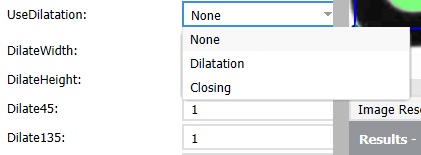 UseDilatation: None
None
DilateWidth:
Dilatation
DilateHeight:
Closing
Dilate45: 1
Image Res
Dilate135: 1
Results -